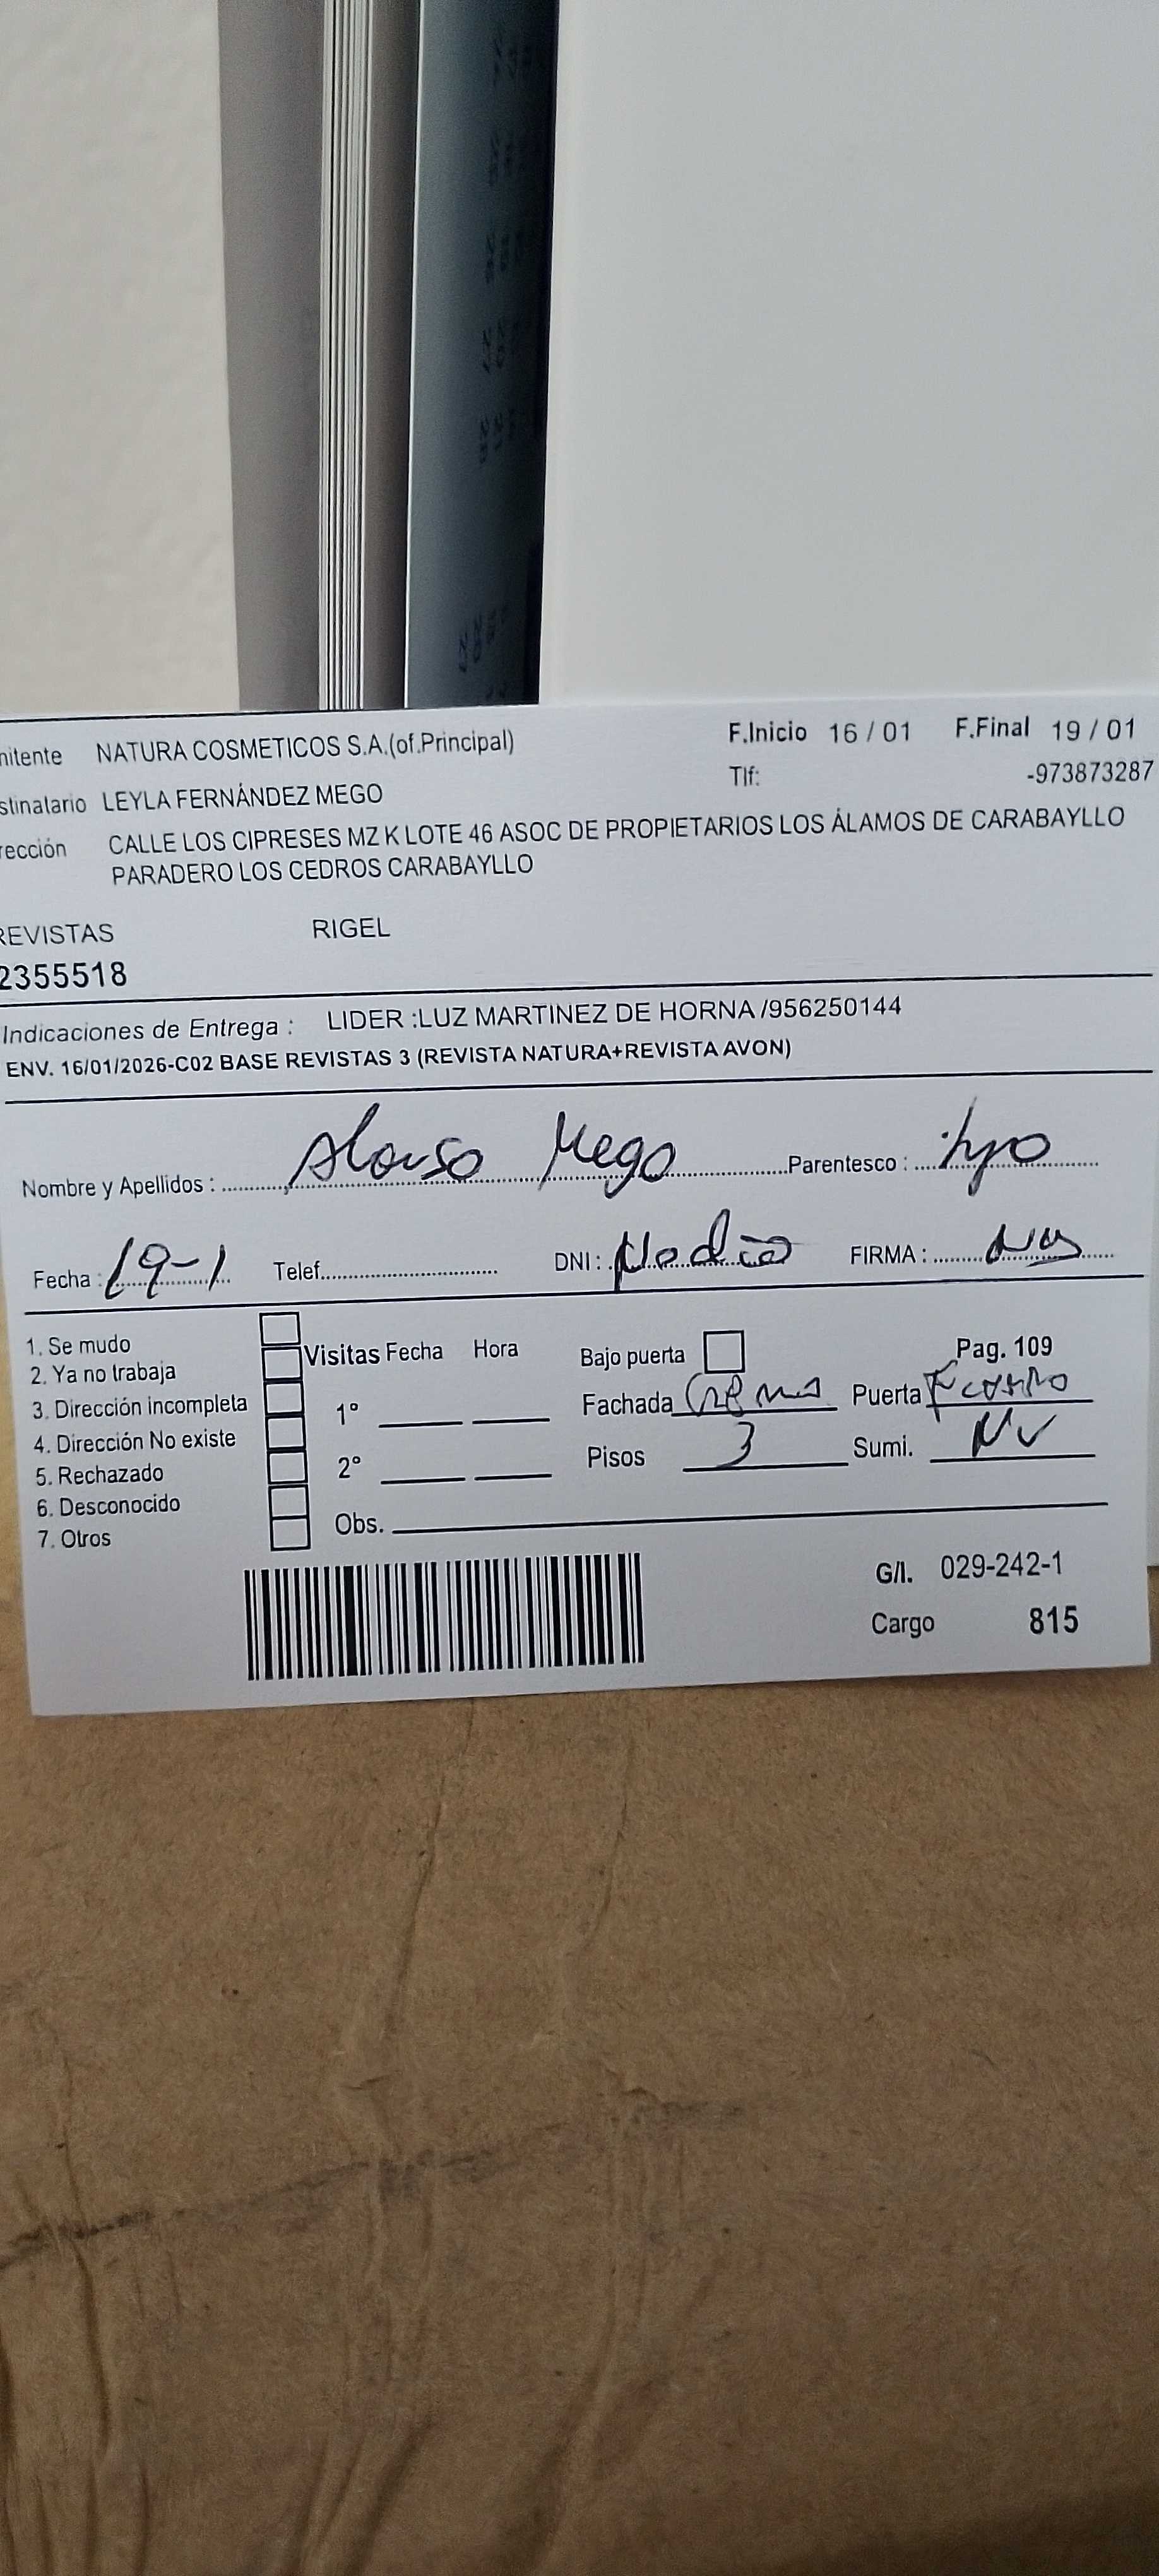 nitente NATURA COSMETICOS S.A.(of.Principal) F.Inicio 16 / 01 F.Final 19 / 01
stinatario LEYLA FERNÁNDEZ MEGO Tlf: -973873287
rección CALLE LOS CIPRESES MZ K LOTE 46 ASOC DE PROPIETARIOS LOS ÁLAMOS DE CARABAYLLO
PARADERO LOS CEDROS CARABAYLLO
REVISTAS RIGEL
2355518
Indicaciones de Entrega : LIDER :LUZ MARTINEZ DE HORNA /956250144
ENV. 16/01/2026-C02 BASE REVISTAS 3 (REVISTA NATURA+REVISTA AVON)
Nombre y Apellidos : Alonso Mego Parentesco : hijo
Fecha : 19-1 Telef. DNI : No dio FIRMA :
1. Se mudo
2. Ya no trabaja
3. Dirección incompleta
4. Dirección No existe
5. Rechazado
6. Desconocido
7. Otros
Visitas Fecha Hora
1°
2°
Obs.
Bajo puerta Pag. 109
Fachada Crema Puerta
Pisos 3 Sumi. NV
G/I. 029-242-1
Cargo 815